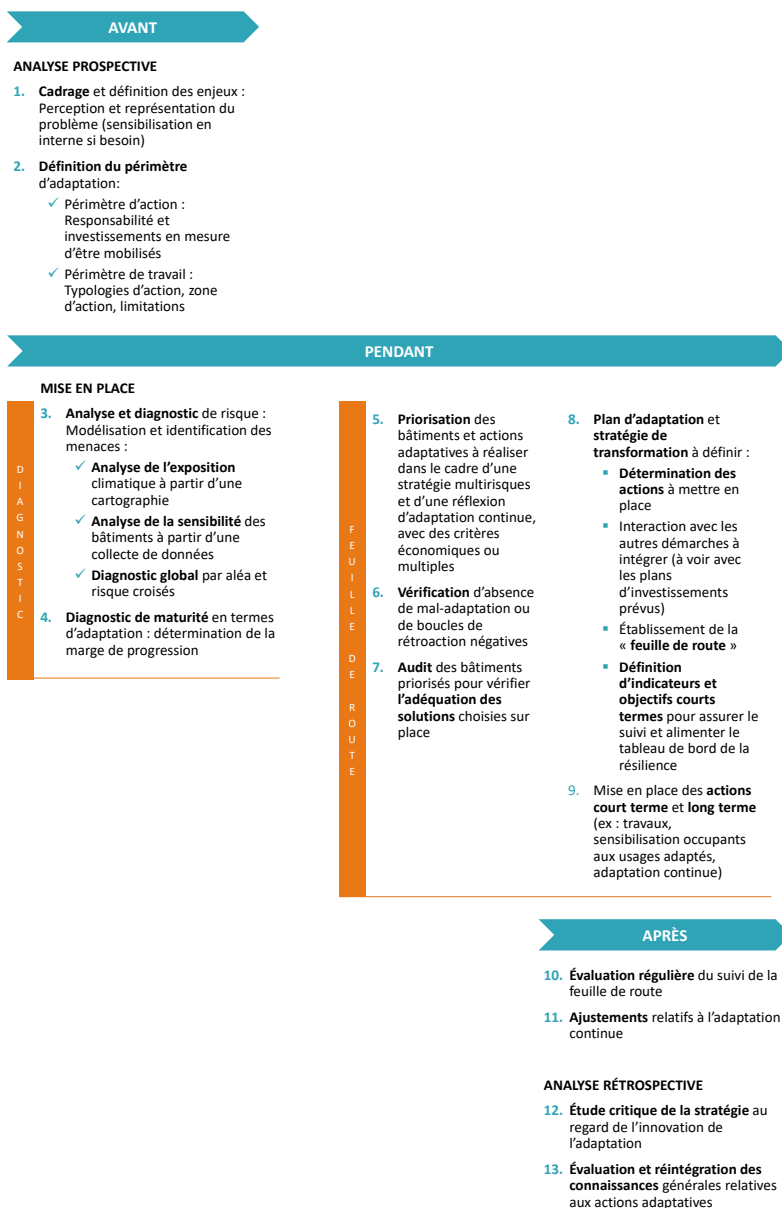 AVANT
ANALYSE PROSPECTIVE
1. Cadrage et définition des enjeux :
Perception et représentation du
problème (sensibilisation en
interne si besoin)
2. Définition du périmètre
d'adaptation:
✓ Périmètre d'action :
Responsabilité et
investissements en mesure
d'être mobilisés
✓ Périmètre de travail :
Typologies d'action, zone
d'action, limitations
PENDANT
MISE EN PLACE
DIAGNOSTIC
3. Analyse et diagnostic de risque :
Modélisation et identification des
menaces :
✓ Analyse de l'exposition
climatique à partir d'une
cartographie
✓ Analyse de la sensibilité des
bâtiments à partir d'une
collecte de données
✓ Diagnostic global par aléa et
risque croisés
4. Diagnostic de maturité en termes
d'adaptation : détermination de la
marge de progression
FEUILLE DE ROUTE
5. Priorisation des
bâtiments et actions
adaptatives à réaliser
dans le cadre d'une
stratégie multirisques
et d'une réflexion
d'adaptation continue,
avec des critères
économiques ou
multiples
6. Vérification d'absence
de mal-adaptation ou
de boucles de
rétroaction négatives
7. Audit des bâtiments
priorisés pour vérifier
l'adéquation des
solutions choisies sur
place
8. Plan d'adaptation et
stratégie de
transformation à définir :
▪ Détermination des
actions à mettre en
place
▪ Interaction avec les
autres démarches à
intégrer (à voir avec
les plans
d'investissements
prévus)
▪ Établissement de la
« feuille de route »
▪ Définition
d'indicateurs et
objectifs courts
termes pour assurer le
suivi et alimenter le
tableau de bord de la
résilience
9. Mise en place des actions
court terme et long terme
(ex : travaux,
sensibilisation occupants
aux usages adaptés,
adaptation continue)
APRÈS
10. Évaluation régulière du suivi de la
feuille de route
11. Ajustements relatifs à l'adaptation
continue
ANALYSE RÉTROSPECTIVE
12. Étude critique de la stratégie au
regard de l'innovation de
l'adaptation
13. Évaluation et réintégration des
connaissances générales relatives
aux actions adaptatives